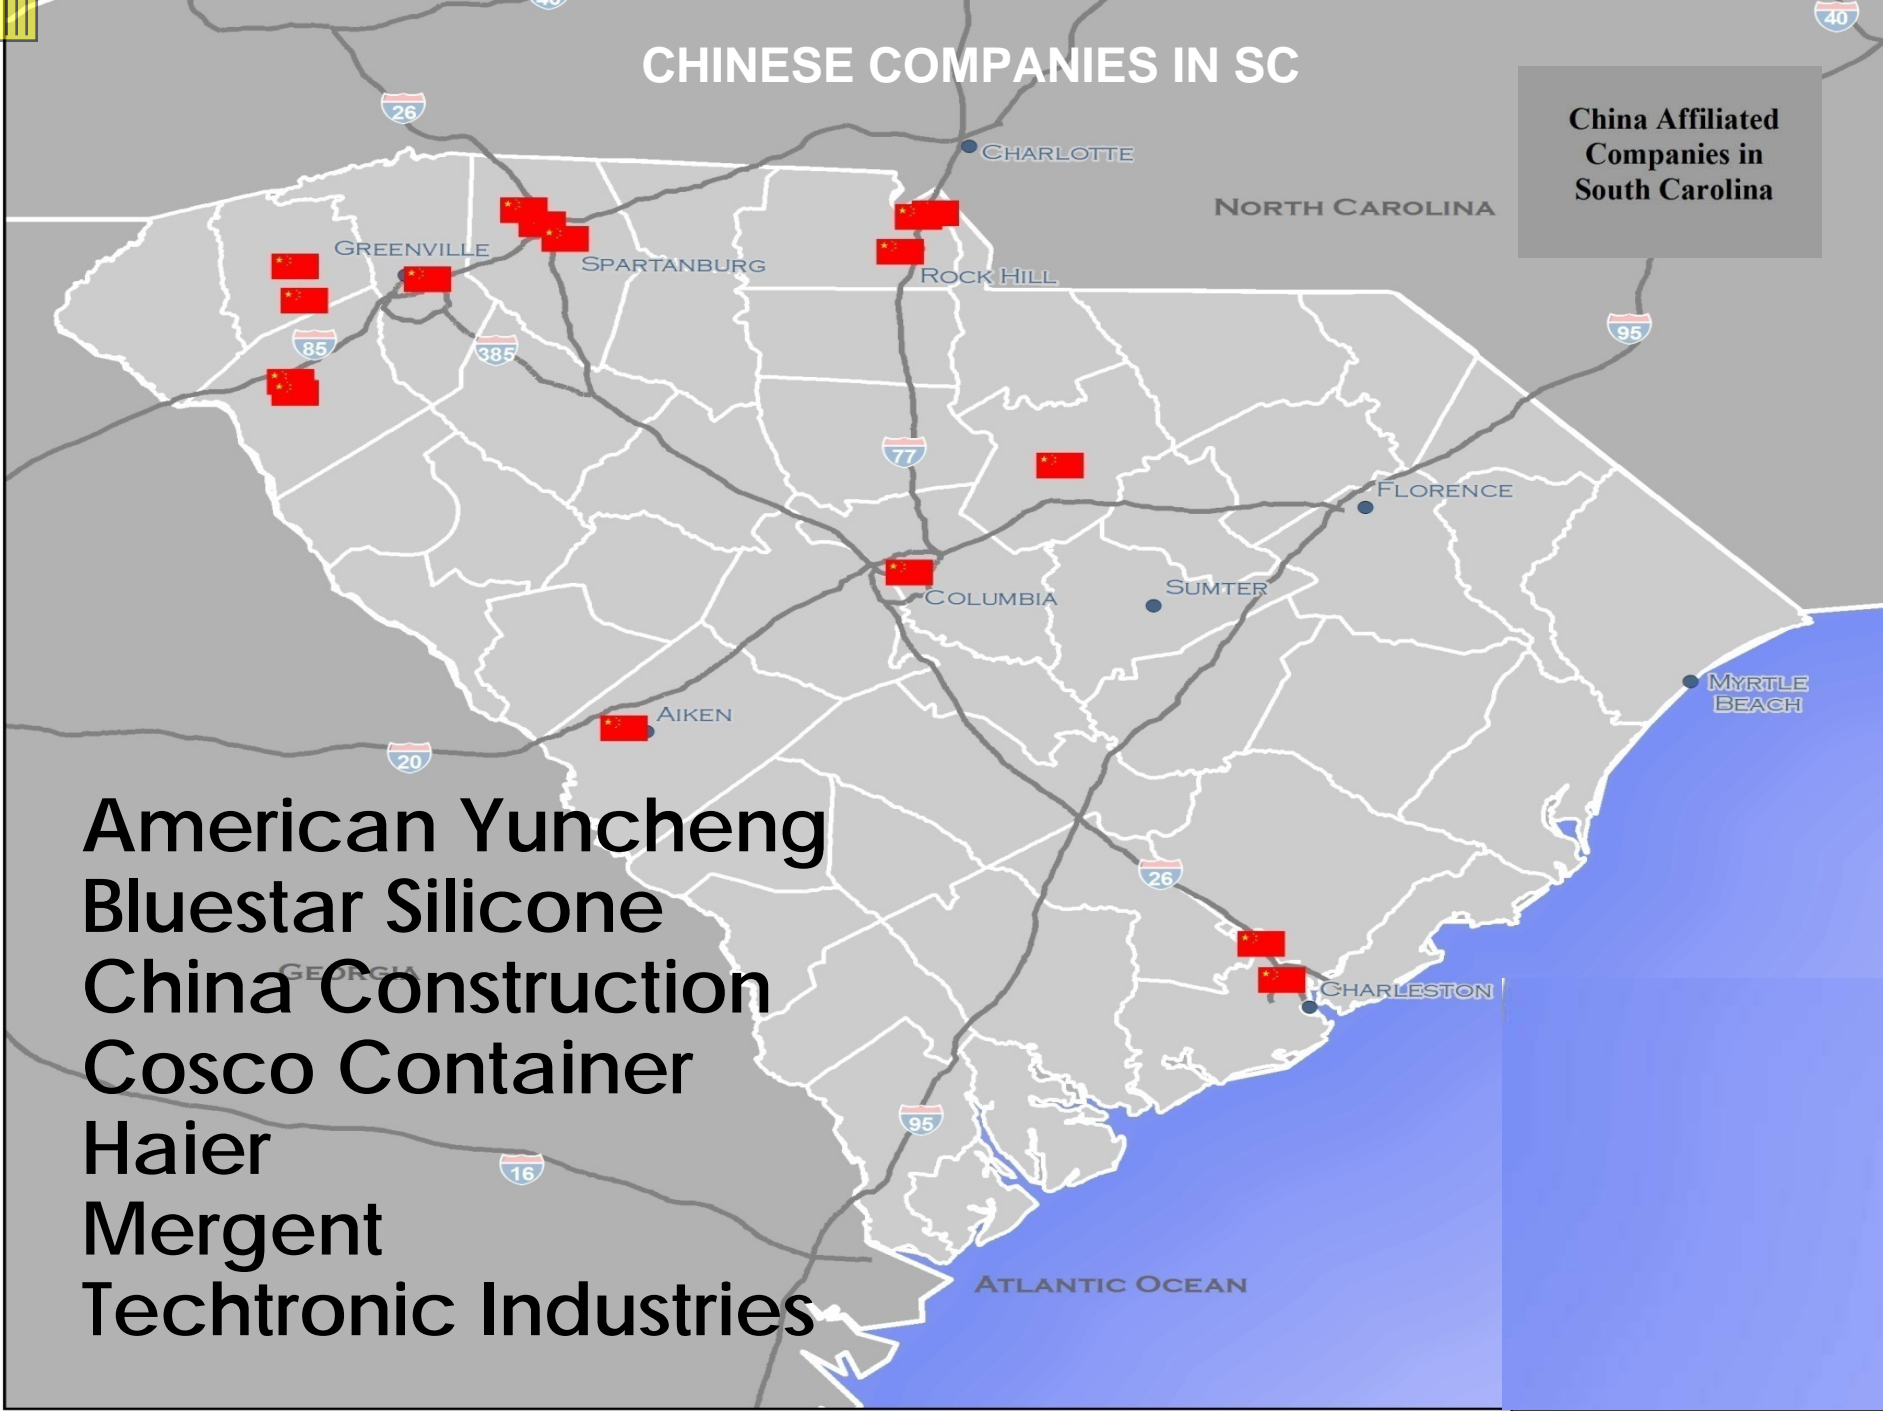 40
40
CHINESE COMPANIES IN SC
26
China Affiliated
Companies in
South Carolina
CHARLOTTE
NORTH CAROLINA
GREENVILLE
SPARTANBURG
ROCK HILL
85
385
95
77
FLORENCE
COLUMBIA
SUMTER
MYRTLE
BEACH
AIKEN
20
American Yuncheng
Bluestar Silicone
China Construction
Cosco Container
Haier
Mergent
Techtronic Industries
GEORGIA
26
CHARLESTON
95
16
ATLANTIC OCEAN